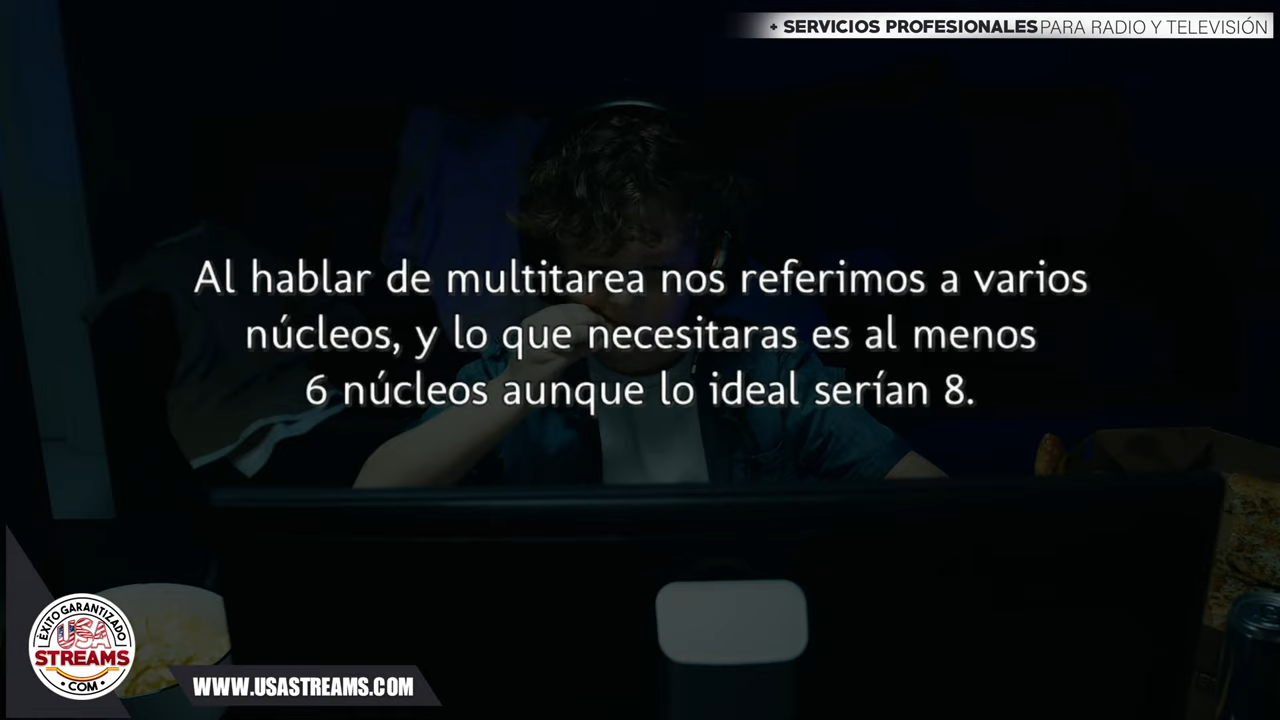 + SERVICIOS PROFESIONALES PARA RADIO Y TELEVISIÓN
Al hablar de multitarea nos referimos a varios
núcleos, y lo que necesitaras es al menos
6 núcleos aunque lo ideal serían 8.
ÉXITO GARANTIZADO
USA
STREAMS
• COM •
WWW.USASTREAMS.COM